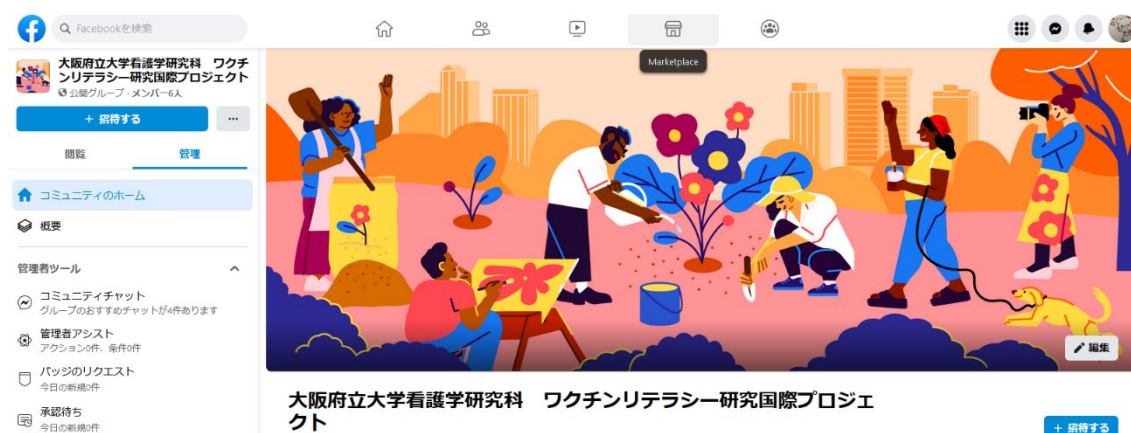 Facebookを検索
Marketplace
大阪府立大学看護学研究科　ワクチ
ンリテラシー研究国際プロジェクト
公開グループ・メンバー6人
+ 招待する
...
閲覧
管理
コミュニティのホーム
概要
管理者ツール
コミュニティチャット
グループのおすすめチャットが4件あります
管理者アシスト
アクション0件、条件0件
バッジのリクエスト
今日の新規0件
承認待ち
今日の新規0件
編集
大阪府立大学看護学研究科　ワクチンリテラシー研究国際プロジェ
クト
+ 招待する